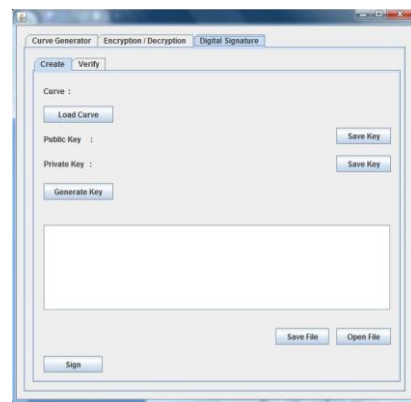 Curve Generator Encryption / Decryption Digital Signature
Create Verify
Curve :
Load Curve
Public Key : Save Key
Private Key : Save Key
Generate Key
Save File Open File
Sign